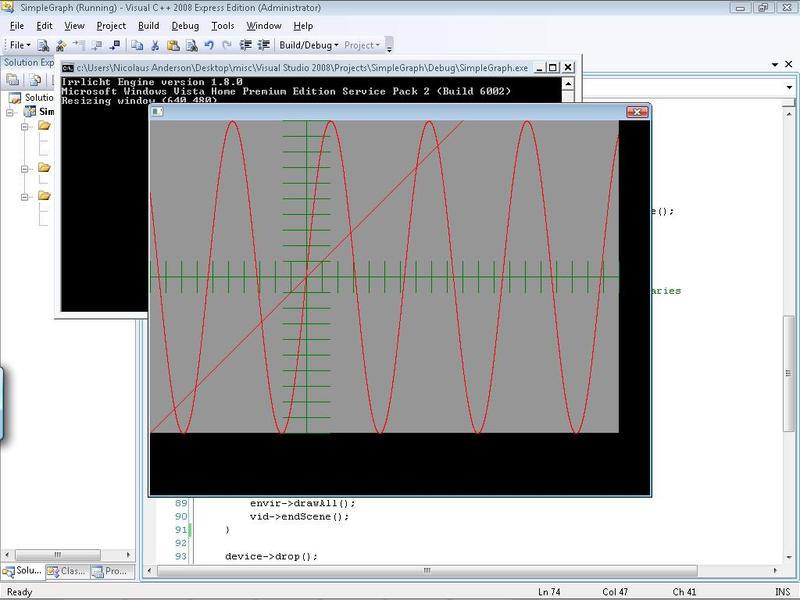 SimpleGraph (Running) - Visual C++ 2008 Express Edition (Administrator)
File Edit View Project Build Debug Tools Window Help
File Build/Debug Project
Solution Exp
c:\Users\Nicolaus Anderson\Desktop\misc\Visual Studio 2008\Projects\SimpleGraph\Debug\SimpleGraph.exe
Irrlicht Engine version 1.8.0
Microsoft Windows Vista Home Premium Edition Service Pack 2 (Build 6002)
Resizing window (640 480)
Solutio
Sim
e();
aries
89 envir->drawAll();
90 vid->endScene();
91 }
92
93 device->drop();
Solu... Clas... Pro...
Ready Ln 74 Col 47 Ch 41 INS